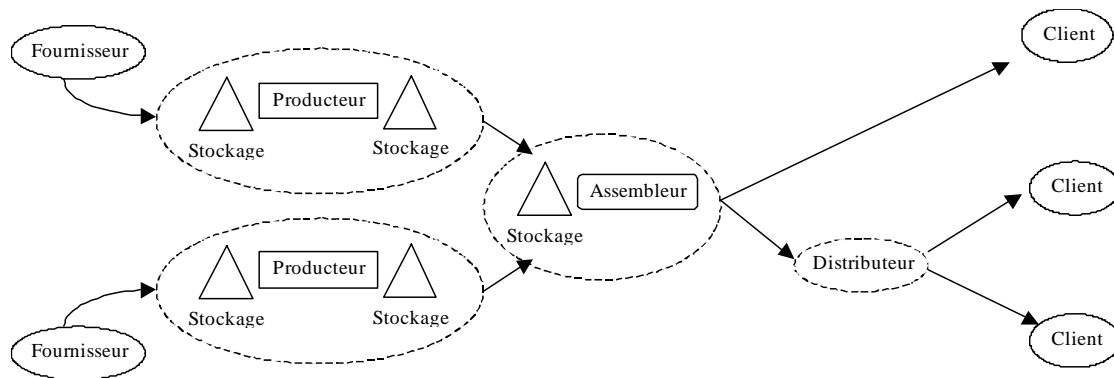 Fournisseur
Producteur
Stockage
Stockage
Assembleur
Stockage
Producteur
Stockage
Stockage
Fournisseur
Distributeur
Client
Client
Client